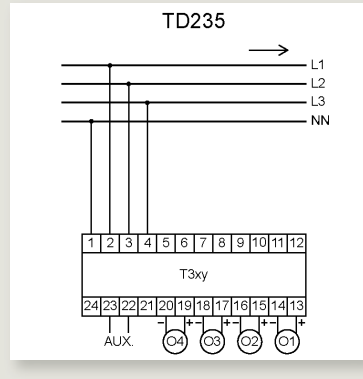 TD235
L1
L2
L3
NN
1 2 3 4 5 6 7 8 9 10 11 12
T3xy
24 23 22 21 20 19 18 17 16 15 14 13
AUX. − O4 + − O3 + − O2 + − O1 +